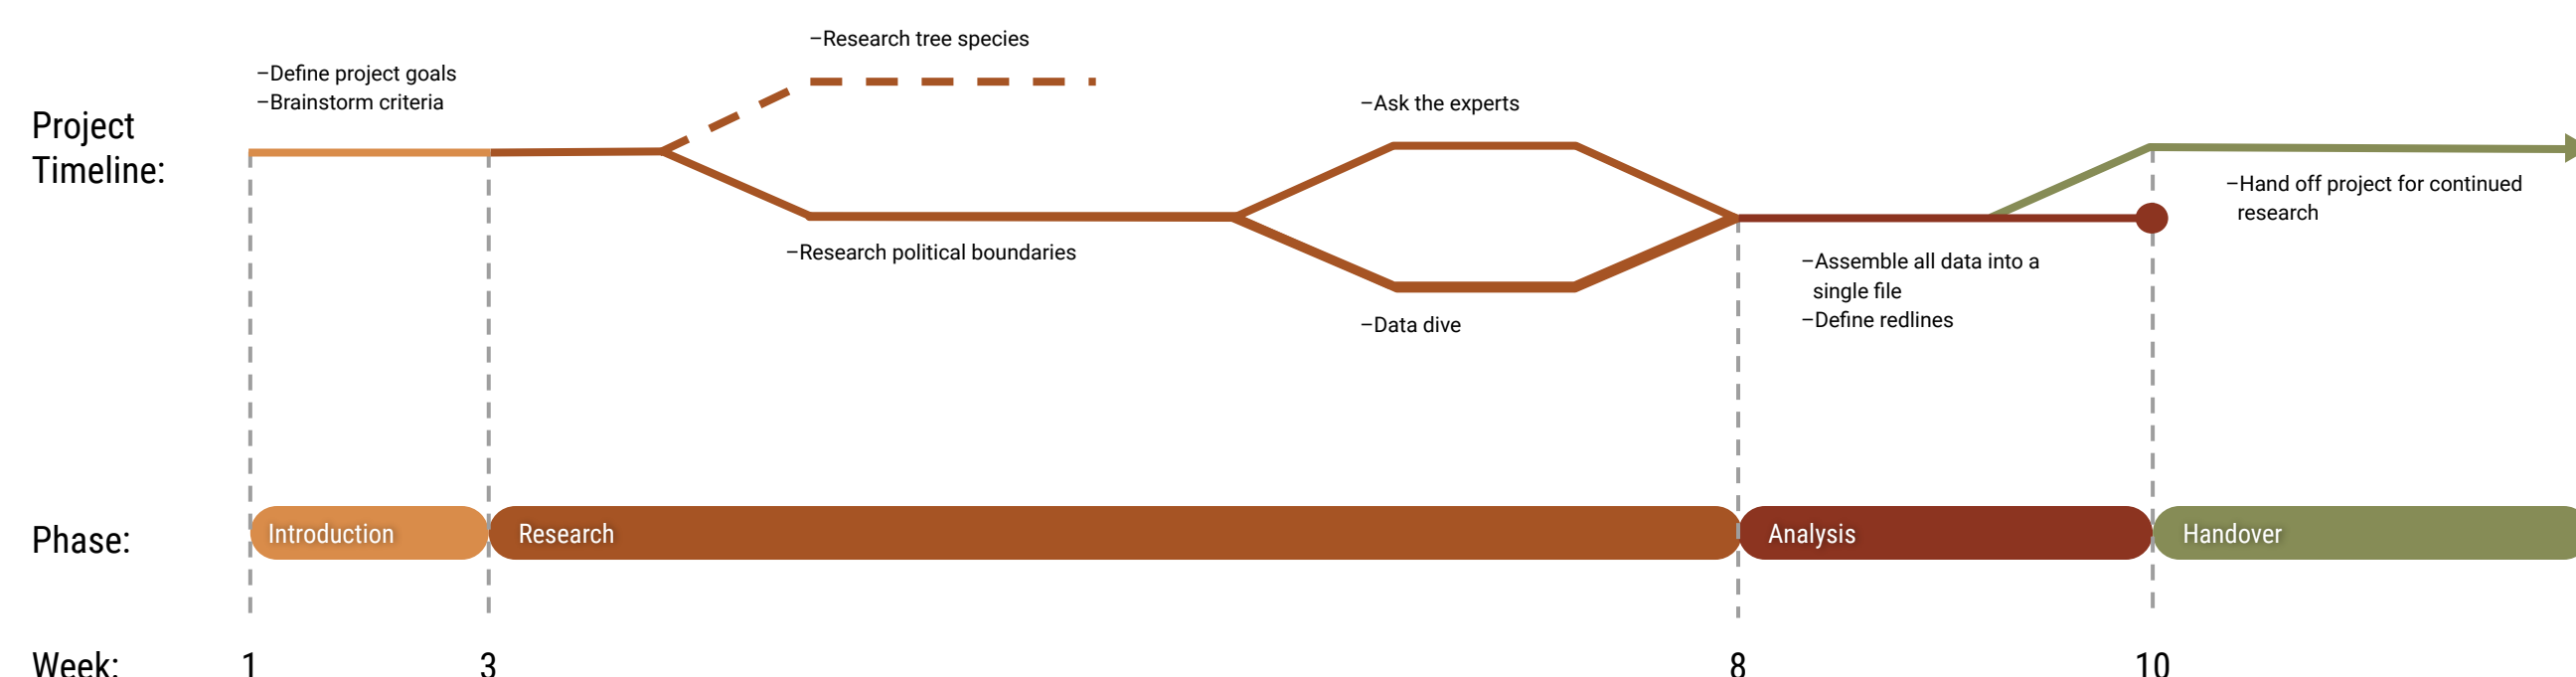 –Research tree species
–Define project goals
–Brainstorm criteria
–Ask the experts
Project
Timeline:
–Hand off project for continued
research
–Research political boundaries
–Assemble all data into a
single file
–Define redlines
–Data dive
Phase:
Introduction
Research
Analysis
Handover
Week:
1
3
8
10